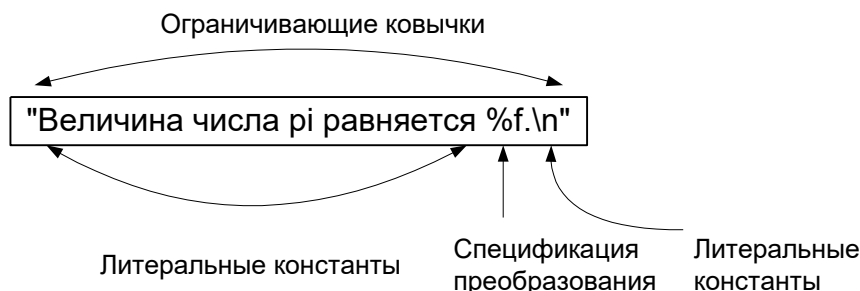 Ограничивающие ковычки
"Величина числа pi равняется %f.\n"
Литеральные константы
Спецификация
преобразования
Литеральные
константы